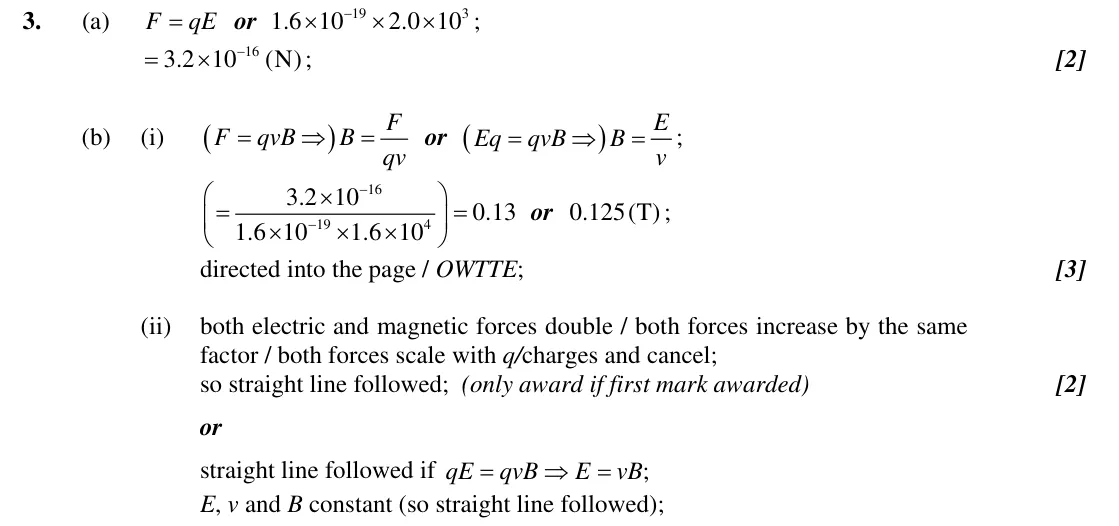 3. (a) F = qE or 1.6×10⁻¹⁹ × 2.0×10³ ;
= 3.2×10⁻¹⁶ (N) ; [2]
(b) (i) (F = qvB ⇒) B = F/qv or (Eq = qvB ⇒) B = E/v ;
(= 3.2×10⁻¹⁶ / 1.6×10⁻¹⁹ ×1.6×10⁴) = 0.13 or 0.125 (T) ;
directed into the page / OWTTE; [3]
(ii) both electric and magnetic forces double / both forces increase by the same
factor / both forces scale with q/charges and cancel;
so straight line followed; (only award if first mark awarded) [2]
or
straight line followed if qE = qvB ⇒ E = vB;
E, v and B constant (so straight line followed);